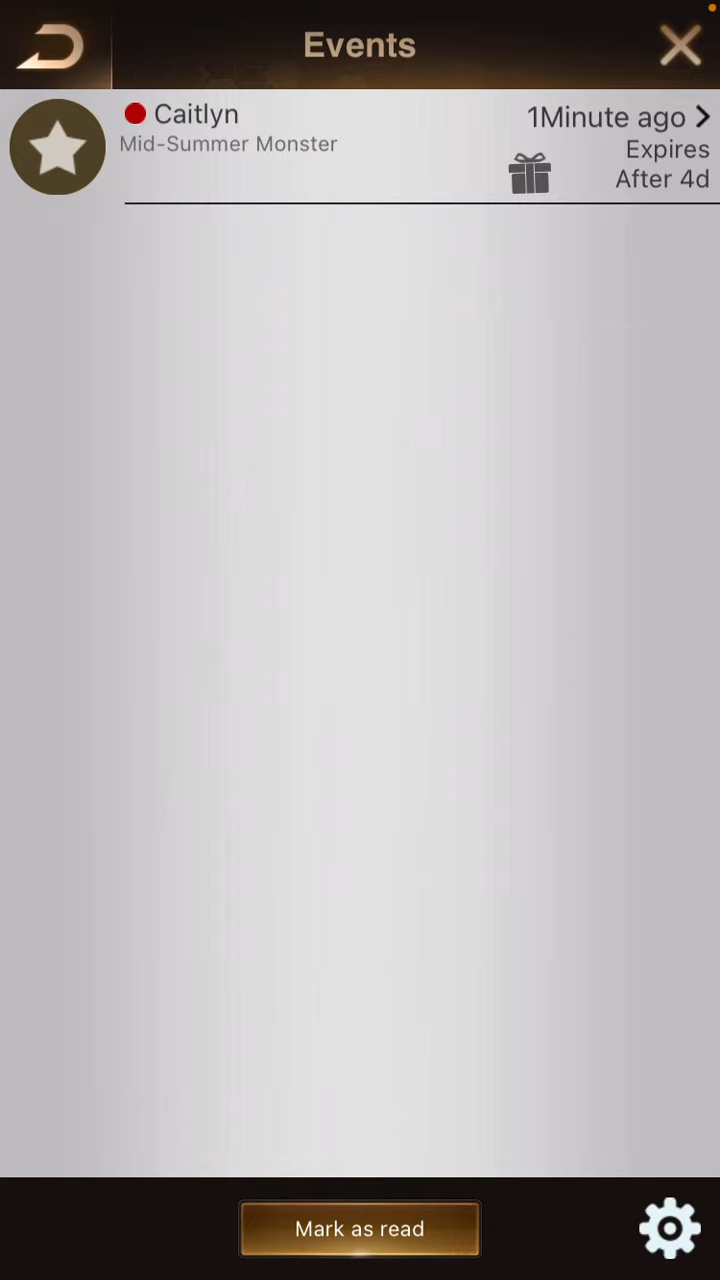 Events
Caitlyn
1Minute ago
Mid-Summer Monster
Expires
After 4d
Mark as read